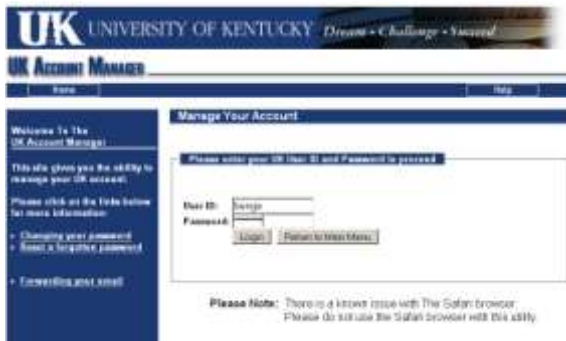 UK UNIVERSITY OF KENTUCKY Dream • Challenge • Succeed
UK ACCOUNT MANAGER
Home Help
Welcome To The
UK Account Manager
This site gives you the ability to
manage your UK account.
Please click on the links below
for more information:
• Changing your password
• Reset a forgotten password
• Forwarding your email
Manage Your Account
Please enter your UK User ID and Password to proceed
User ID:
Password:
Login Return to Main Menu
Please Note: There is a known issue with The Safari browser.
Please do not use the Safari browser with this utility.